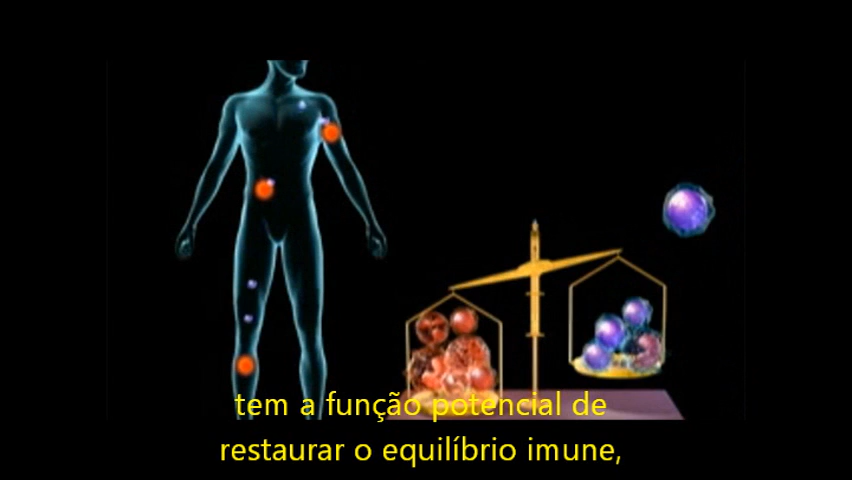 tem a função potencial de
restaurar o equilíbrio imune,